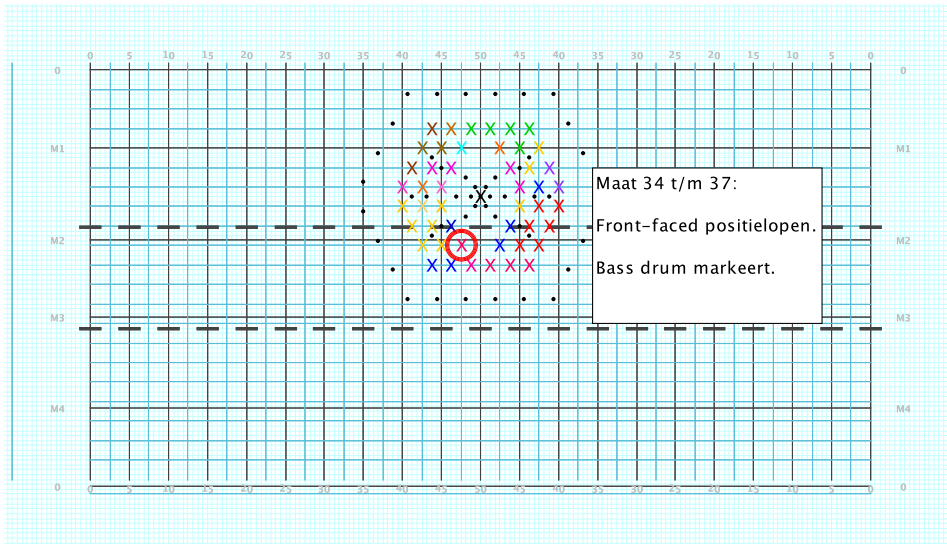 0 5 10 15 20 25 30 35 40 45 50 45 40 35 30 25 20 15 10 5 0
0 0
M1 M1
Maat 34 t/m 37:
Front-faced positielopen.
M2 M2
Bass drum markeert.
M3 M3
M4 M4
0 0
0 5 10 15 20 25 30 35 40 45 50 45 40 35 30 25 20 15 10 5 0